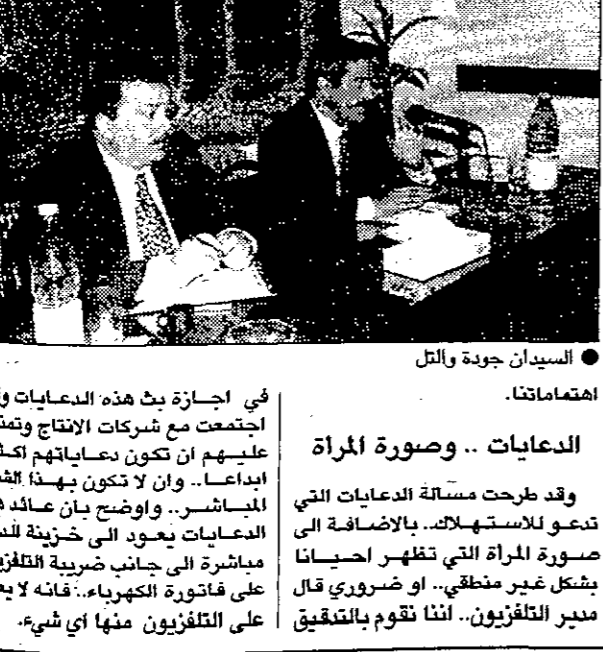 ● السيدان جودة والتل
اهتماماتنا.
الدعايات .. وصورة المرأة
وقد طرحت مسألة الدعايات التي
تدعو للاستهلاك.. بالاضافة الى
صورة المرأة التي تظهر احيانا
بشكل غير منطقي.. او ضروري قال
مدير التلفزيون.. اننا نقوم بالتدقيق
في اجازة بث هذه الدعايات
اجتمعت مع شركات الانتاج
عليهم ان تكون دعاياتهم
ابداعا.. وان لا تكون بهذا
المباشر.. واوضح بان عائد
الدعايات يعود الى خزينة
مباشرة الى جانب ضريبة
على فاتورة الكهرباء.. فانه لا
على التلفزيون منها اي شيء.